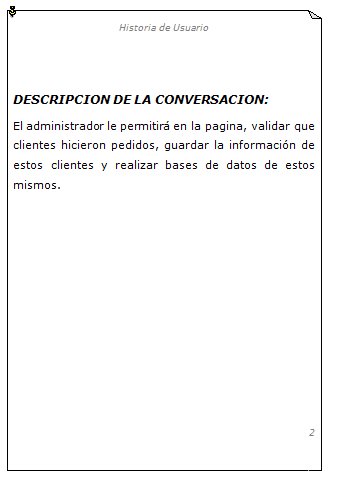 Historia de Usuario
DESCRIPCION DE LA CONVERSACION:
El administrador le permitirá en la pagina, validar que
clientes hicieron pedidos, guardar la información de
estos clientes y realizar bases de datos de estos
mismos.
2